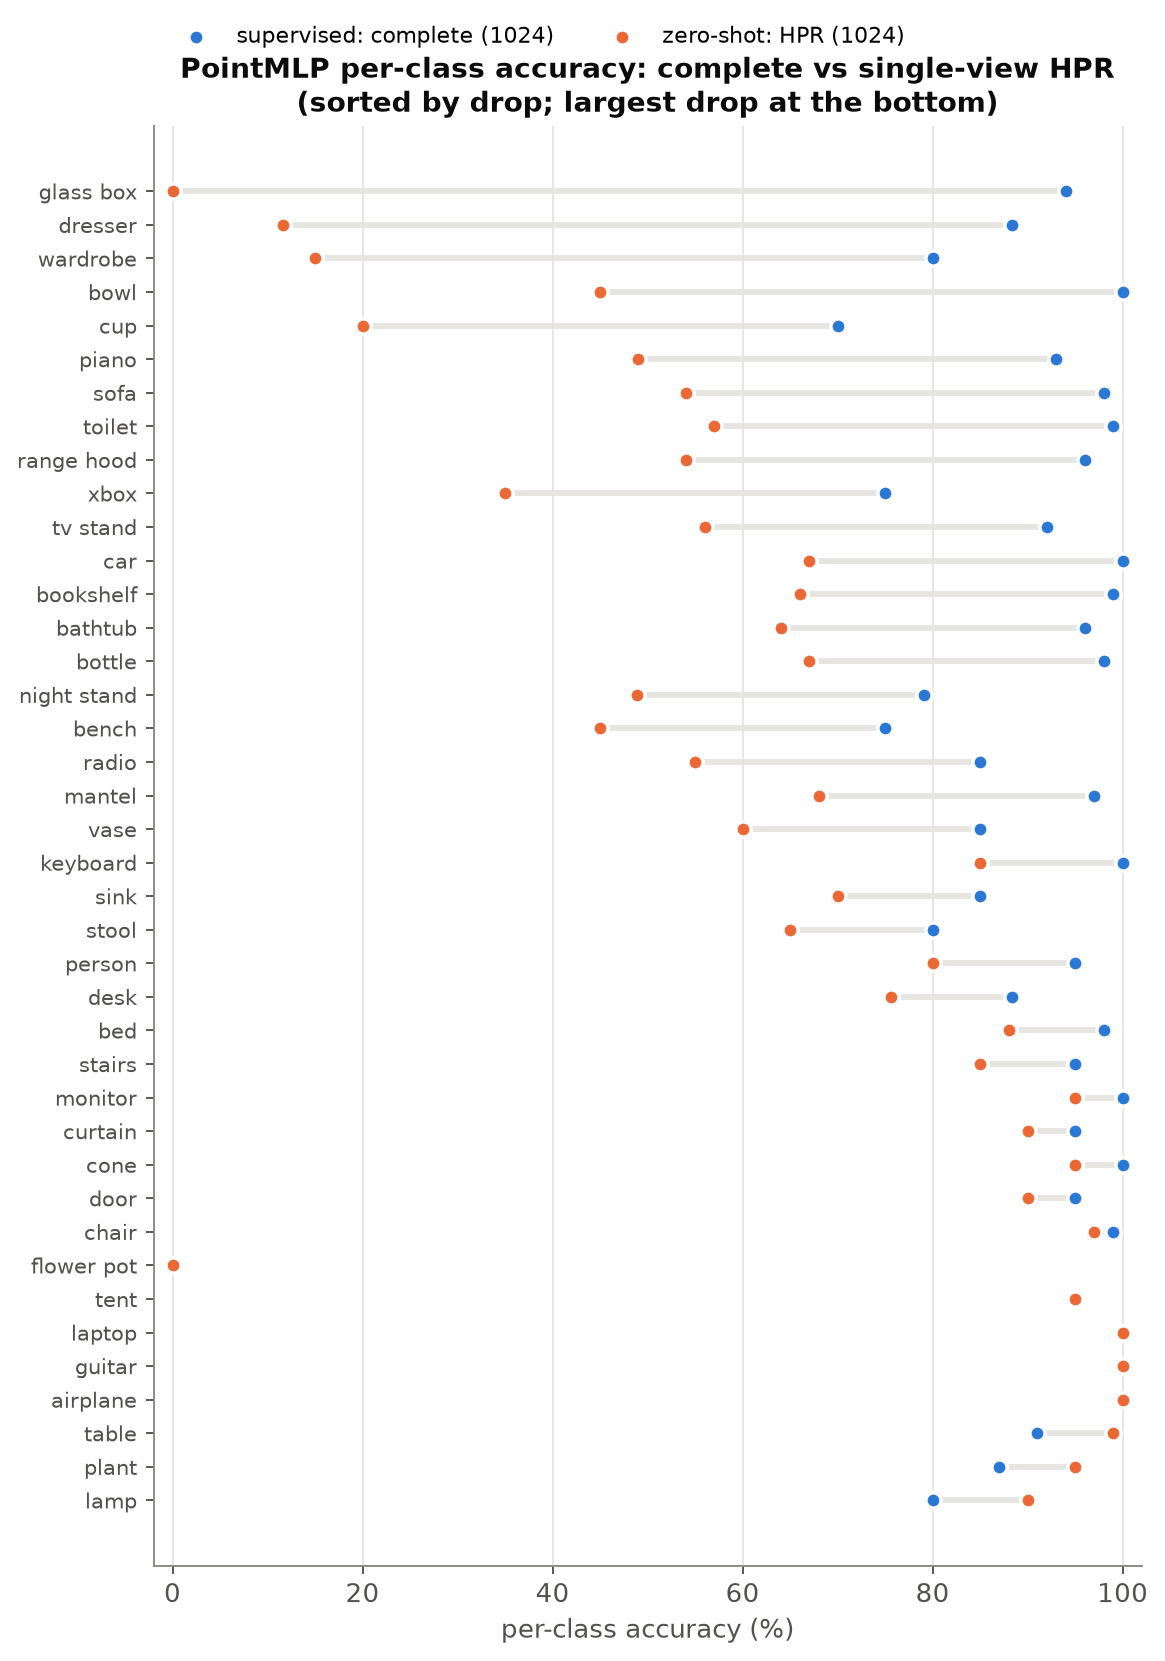 supervised: complete (1024)
zero-shot: HPR (1024)
PointMLP per-class accuracy: complete vs single-view HPR
(sorted by drop; largest drop at the bottom)
glass box
dresser
wardrobe
bowl
cup
piano
sofa
toilet
range hood
xbox
tv stand
car
bookshelf
bathtub
bottle
night stand
bench
radio
mantel
vase
keyboard
sink
stool
person
desk
bed
stairs
monitor
curtain
cone
door
chair
flower pot
tent
laptop
guitar
airplane
table
plant
lamp
0 20 40 60 80 100
per-class accuracy (%)